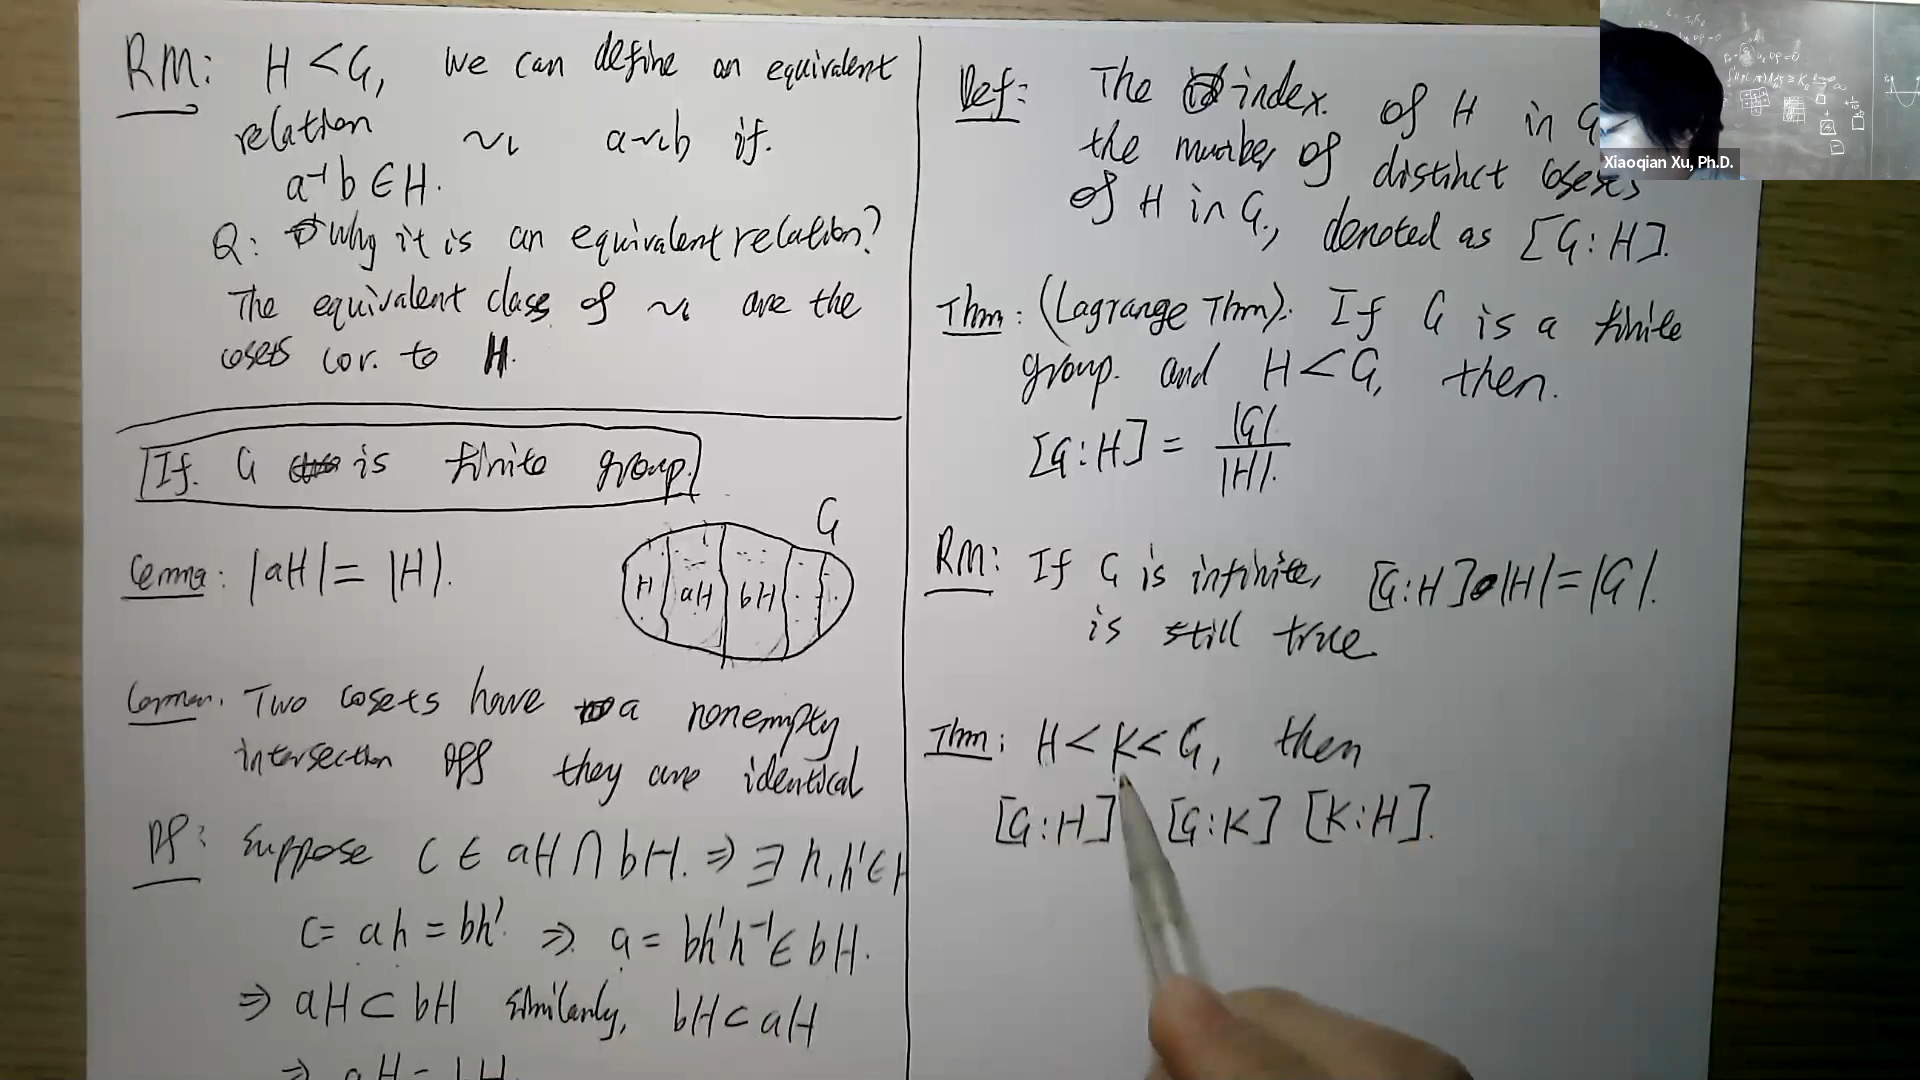 RM: H < G, we can define an equivalent
relation ~L a ~L b if.
a⁻¹b ∈ H.
Q: Why it is an equivalent relation?
The equivalent class of ~L are the
cosets cor. to H.
If G is finite group.
Lemma: |aH| = |H|.
G
H aH bH
Two cosets have a nonempty
intersection iff they are identical
Pf: Suppose c ∈ aH ∩ bH. ⇒ ∃ h, h' ∈ H
c = ah = bh' ⇒ a = bh'h⁻¹ ∈ bH.
⇒ aH ⊂ bH similarly, bH ⊂ aH
⇒ aH = bH
Def: The index of H in G
the number of distinct cosets
of H in G, denoted as [G:H].
Thm: (Lagrange Thm). If G is a finite
group. and H < G, then.
[G:H] = |G| / |H|.
RM: If G is infinite, [G:H]•|H| = |G|.
is still true
Thm: H < K < G, then
[G:H] [G:K] [K:H].
Xiaoqian Xu, Ph.D.